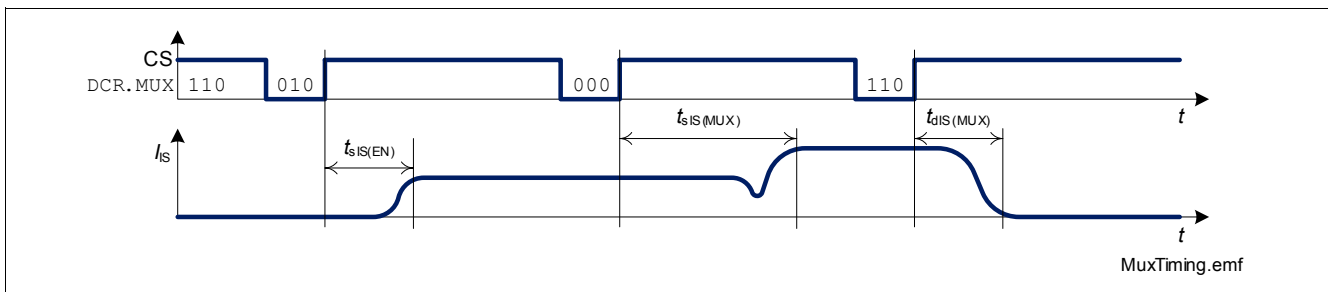 CS
DCR.MUX 110 010 000 110
t
tsIS(EN) tsIS(MUX) tdIS(MUX)
IIS
t
MuxTiming.emf